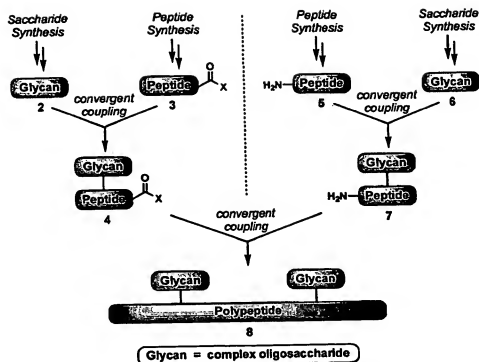 Saccharide
Synthesis
Peptide
Synthesis
Peptide
Synthesis
Saccharide
Synthesis
Glycan
2
Peptide
3
O
X
H₂N
Peptide
5
Glycan
6
convergent
coupling
convergent
coupling
Glycan
Peptide
4
O
X
Glycan
H₂N
Peptide
7
convergent
coupling
Glycan
Glycan
Polypeptide
8
Glycan = complex oligosaccharide